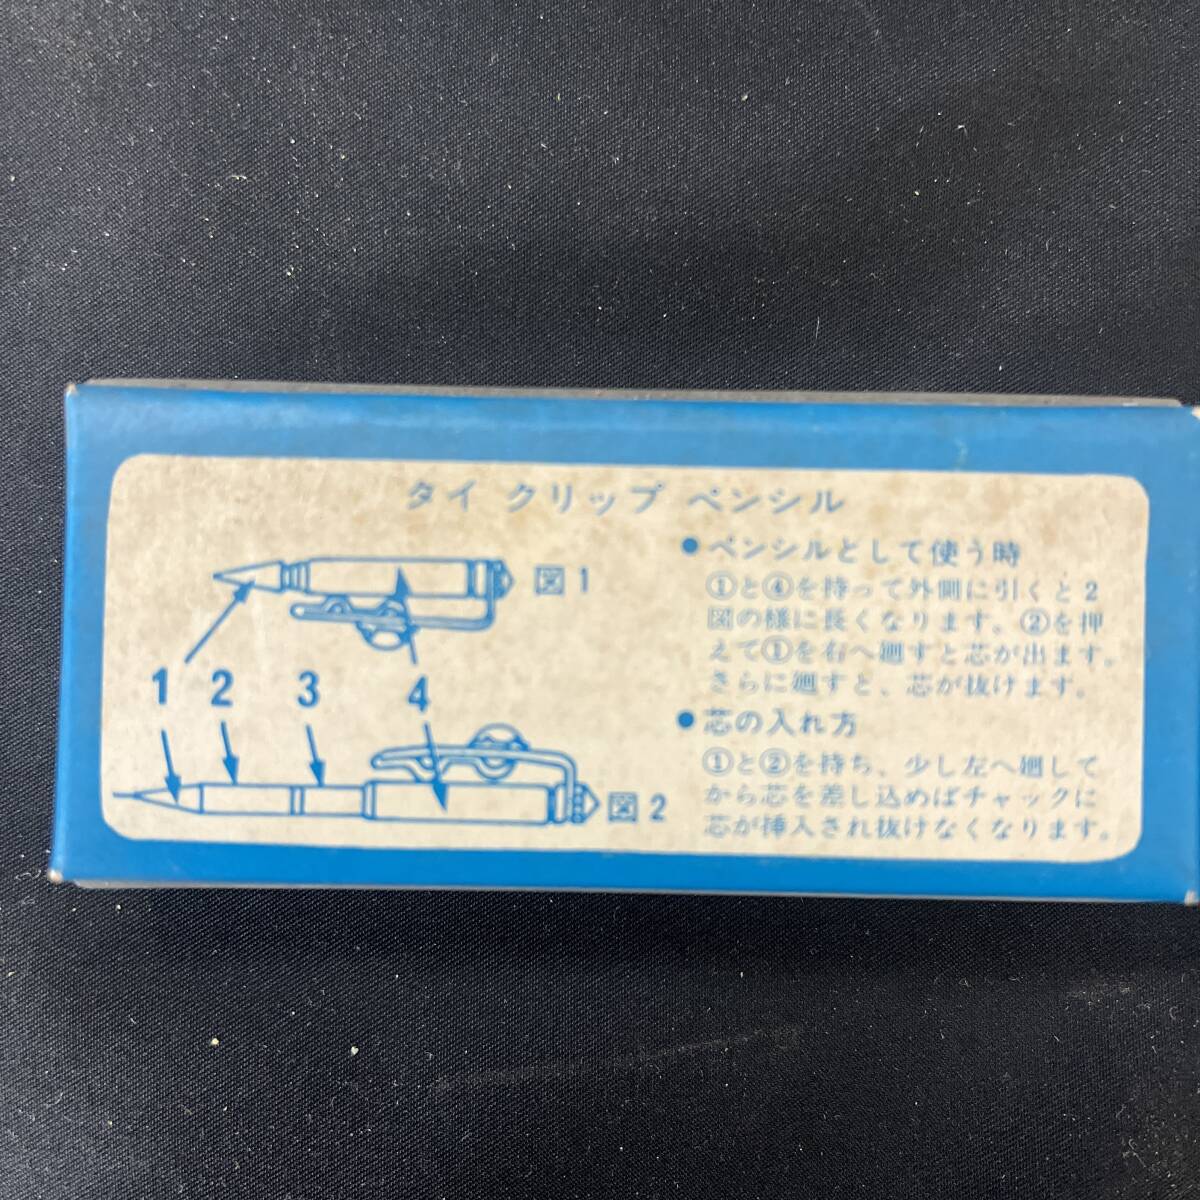 タイ クリップ ペンシル
図1
1 2 3 4
図2
●ペンシルとして使う時
①と④を持って外側に引くと2
図の様に長くなります。②を押
えて①を右へ廻すと芯が出ます。
さらに廻すと、芯が抜けます。
●芯の入れ方
①と②を持ち、少し左へ廻して
から芯を差し込めばチャックに
芯が挿入され抜けなくなります。